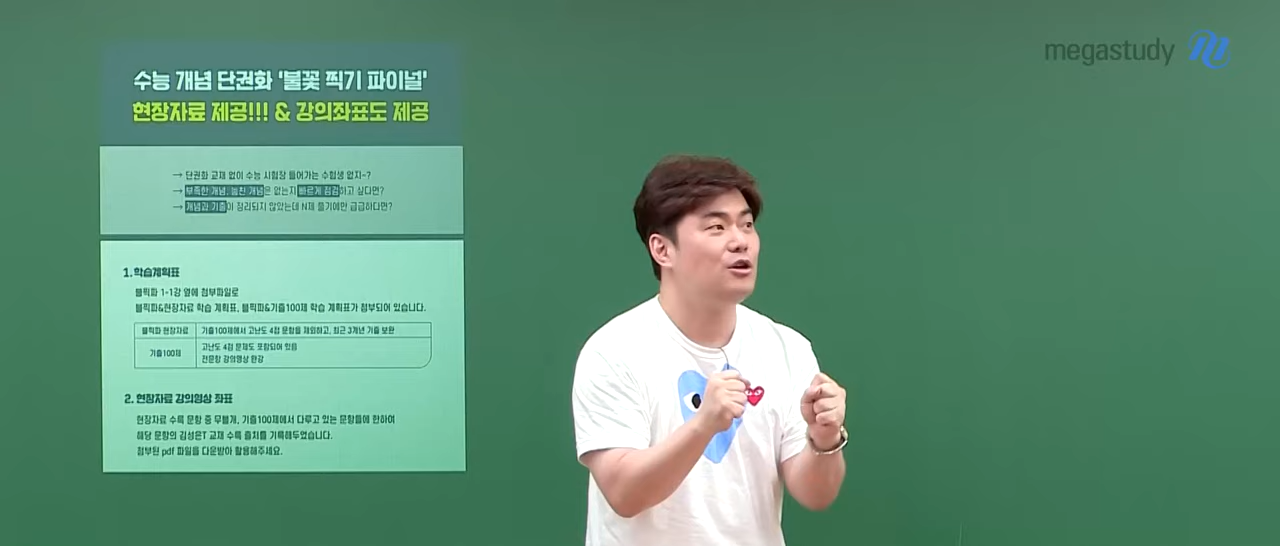 megastudy
수능 개념 단권화 '불꽃 찍기 파이널'
현장자료 제공!!! & 강의좌표도 제공
→ 단권화 교재 없이 수능 시험장 들어가는 수험생 없지~?
→ 부족한 개념, 놓친 개념은 없는지 빠르게 점검하고 싶다면?
→ 개념과 기출이 정리되지 않았는데 N제 풀기에만 급급하다면?
1. 학습계획표
불찍파 1-1강 옆에 첨부파일로
불찍파&현장자료 학습 계획표, 불찍파&기출100제 학습 계획표가 첨부되어 있습니다.
불찍파 현장자료 기출100제에서 고난도 4점 문항을 제외하고, 최근 3개년 기출 보완
기출100제 고난도 4점 문제도 포함되어 있음
전문항 강의영상 완강
2. 현장자료 강의영상 좌표
현장자료 수록 문항 중 무불개, 기출100제에서 다루고 있는 문항들에 한하여
해당 문항의 김성은T 교재 수록 출처를 기록해두었습니다.
첨부된 pdf 파일을 다운받아 활용해주세요.